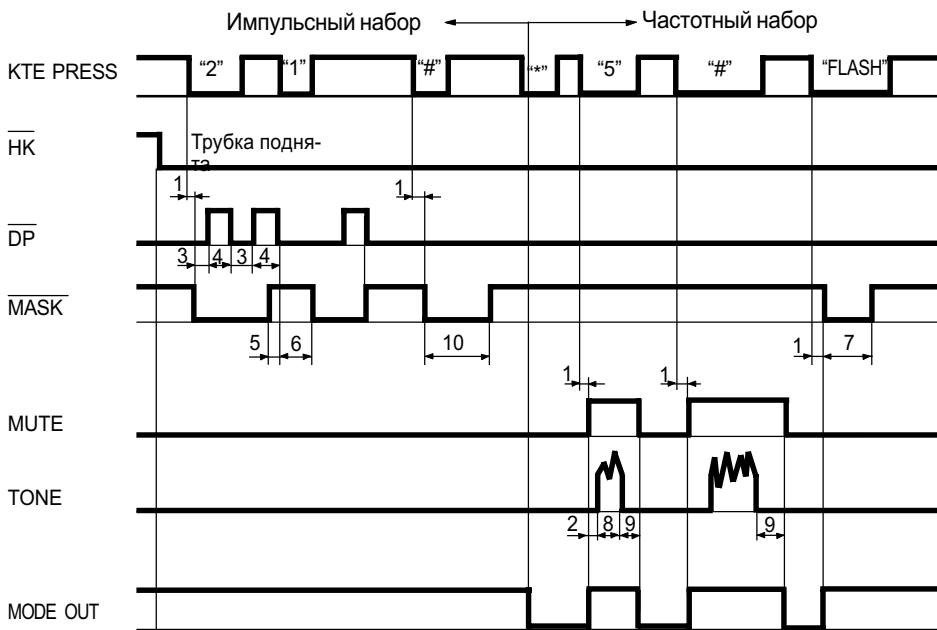 Импульсный набор
Частотный набор
KTE PRESS
“2” “1” “#” “*” “5” “#” “FLASH”
HK
Трубка подня-
та
1 1
DP
3 4 3 4
MASK
5 6 10 1 7
1 1
MUTE
TONE
2 8 9 9
MODE OUT